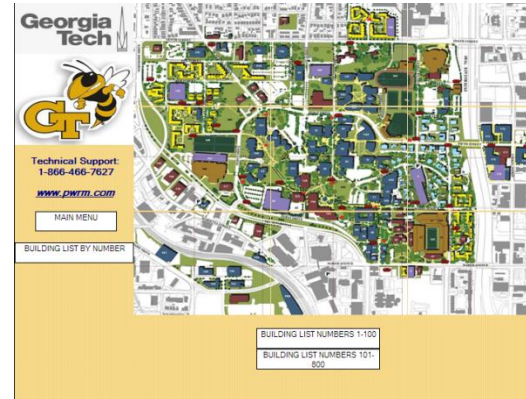 Georgia
Tech
GT
Technical Support:
1-866-466-7627
www.pwrm.com
MAIN MENU
BUILDING LIST BY NUMBER
BUILDING LIST NUMBERS 1-100
BUILDING LIST NUMBERS 101-
800